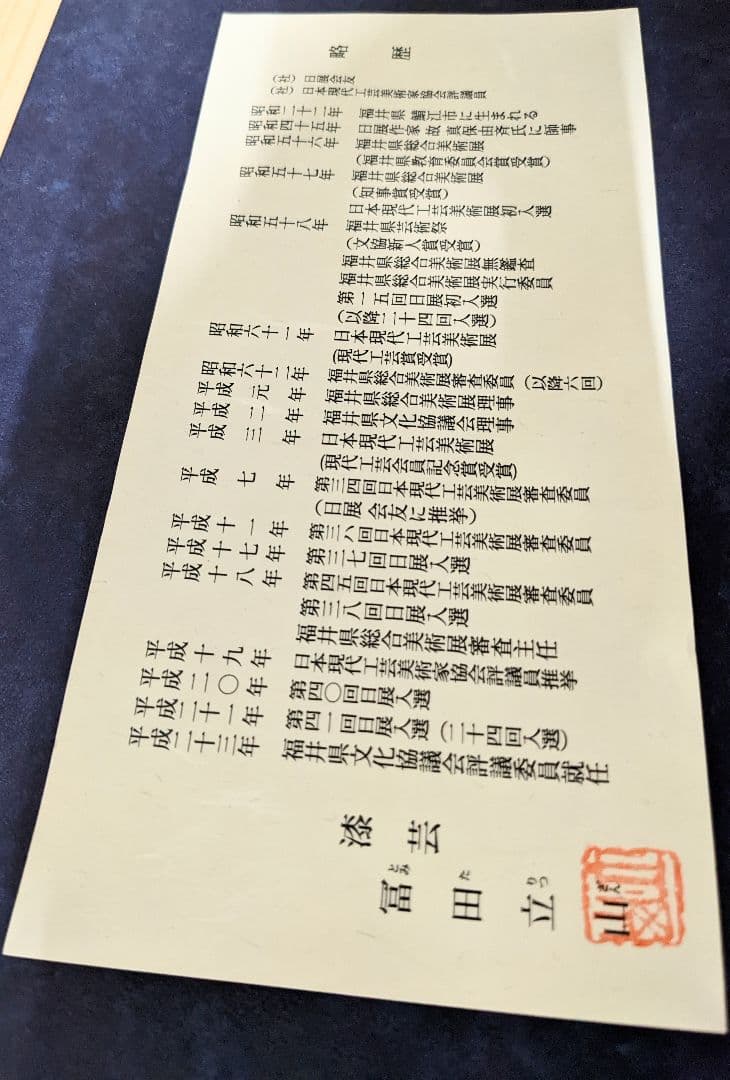 略歴
(社) 日展会友
(社) 日本現代工芸美術家協会評議員
昭和二十二年 福井県 鯖江市に生まれる
昭和四十五年 日展作家 故 真保由斉氏に師事
昭和五十六年 福井県総合美術展
(福井県教育委員会賞受賞)
昭和五十七年 福井県総合美術展
(知事賞受賞)
日本現代工芸美術展初入選
昭和五十八年 福井県芸術祭
(文協新人賞受賞)
福井県総合美術展無鑑査
福井県総合美術展実行委員
第一五回日展初入選
(以降二十四回入選)
昭和六十一年 日本現代工芸美術展
(現代工芸賞受賞)
昭和六十二年 福井県総合美術展審査委員 (以降六回)
平成元年 福井県総合美術展理事
平成二年 福井県文化協議会理事
平成三年 日本現代工芸美術展
(現代工芸会員記念賞受賞)
平成七年 第三四回日本現代工芸美術展審査委員
(日展 会友に推挙)
平成十一年 第三六回日本現代工芸美術展審査委員
平成十七年 第三七回日展入選
平成十八年 第四五回日本現代工芸美術展審査委員
第三八回日展入選
福井県総合美術展審査主任
平成十九年 日本現代工芸美術家協会評議員推挙
平成二〇年 第四〇回日展入選
平成二十一年 第四一回日展入選 (二十四回入選)
平成二十三年 福井県文化協議会評議委員就任
漆芸
冨田立山
とみ た りつ ざん